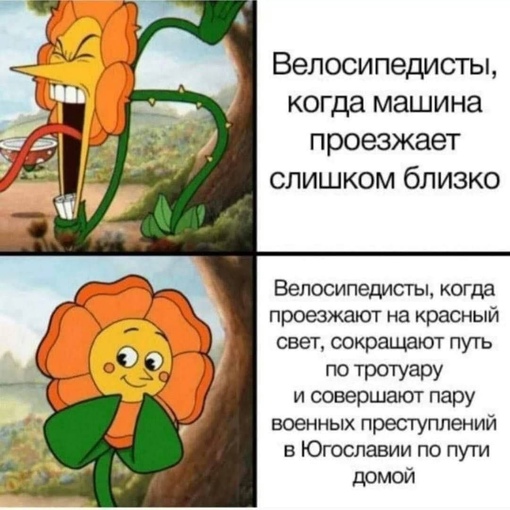 Велосипедисты,
когда машина
проезжает
слишком близко
Велосипедисты, когда
проезжают на красный
свет, сокращают путь
по тротуару
и совершают пару
военных преступлений
в Югославии по пути
домой